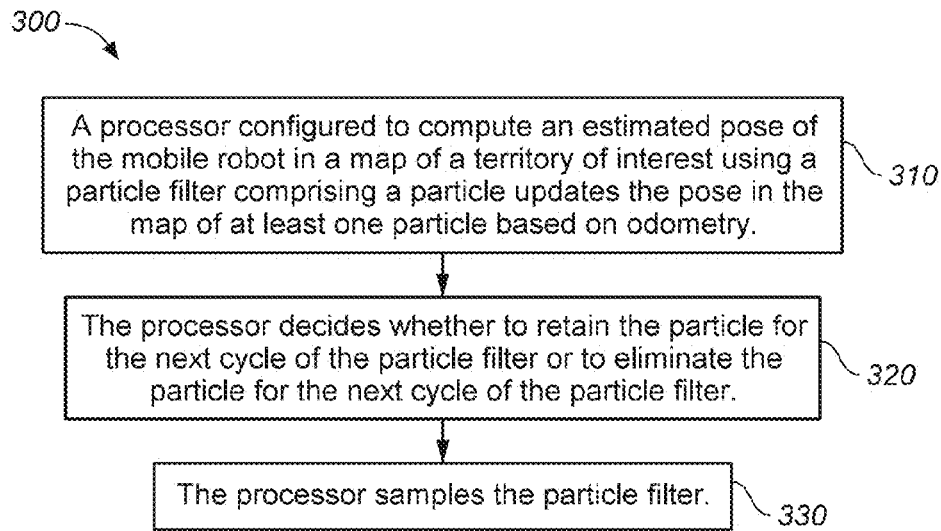 300
A processor configured to compute an estimated pose of
the mobile robot in a map of a territory of interest using a
particle filter comprising a particle updates the pose in the
map of at least one particle based on odometry.
310
The processor decides whether to retain the particle for
the next cycle of the particle filter or to eliminate the
particle for the next cycle of the particle filter.
320
The processor samples the particle filter.
330